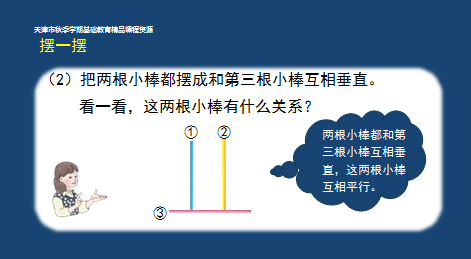 天津市秋季学期基础教育精品课程资源
摆一摆
（2）把两根小棒都摆成和第三根小棒互相垂直。
看一看，这两根小棒有什么关系？
① ②
③
两根小棒都和第
三根小棒互相垂
直，这两根小棒
互相平行。